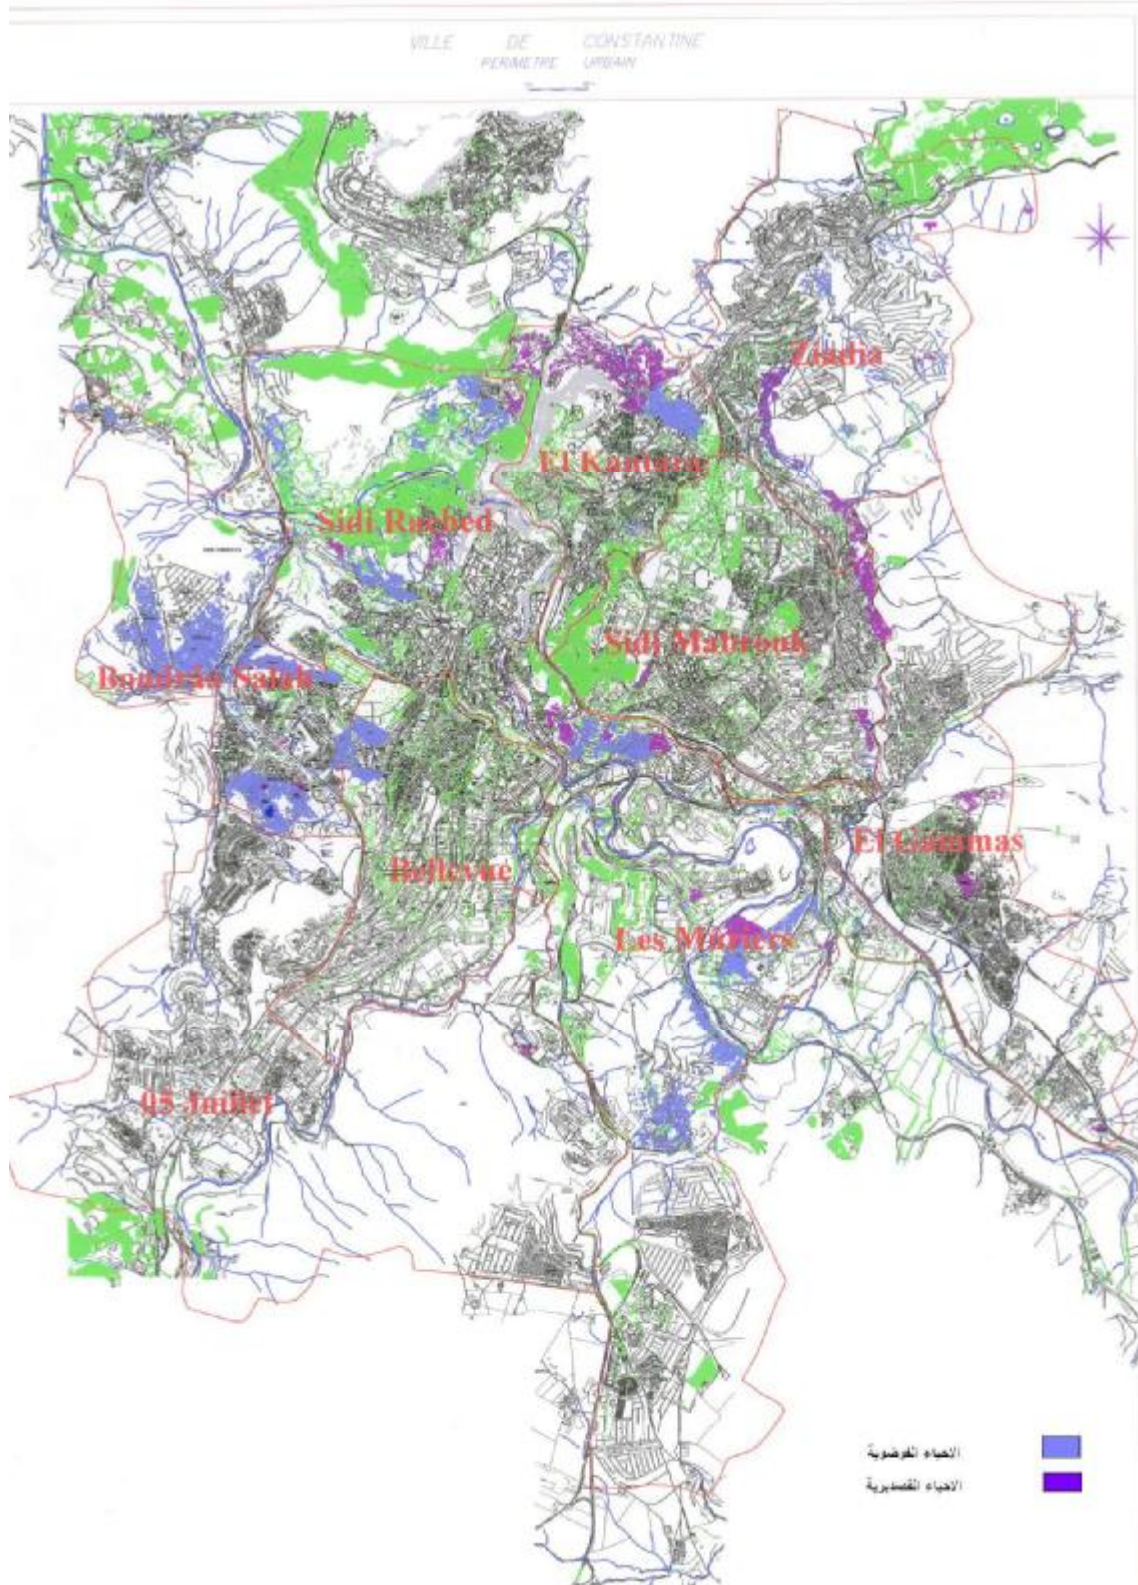 VILLE DE CONSTANTINE
PERIMETRE URBAIN
Ziadia
El Kantara
Sidi Rached
Sidi Mabrouk
Boudraa Salah
El Gammas
Bellevue
Les Muriers
05 Juillet
الاحياء الفوضوية
الاحياء القصديرية